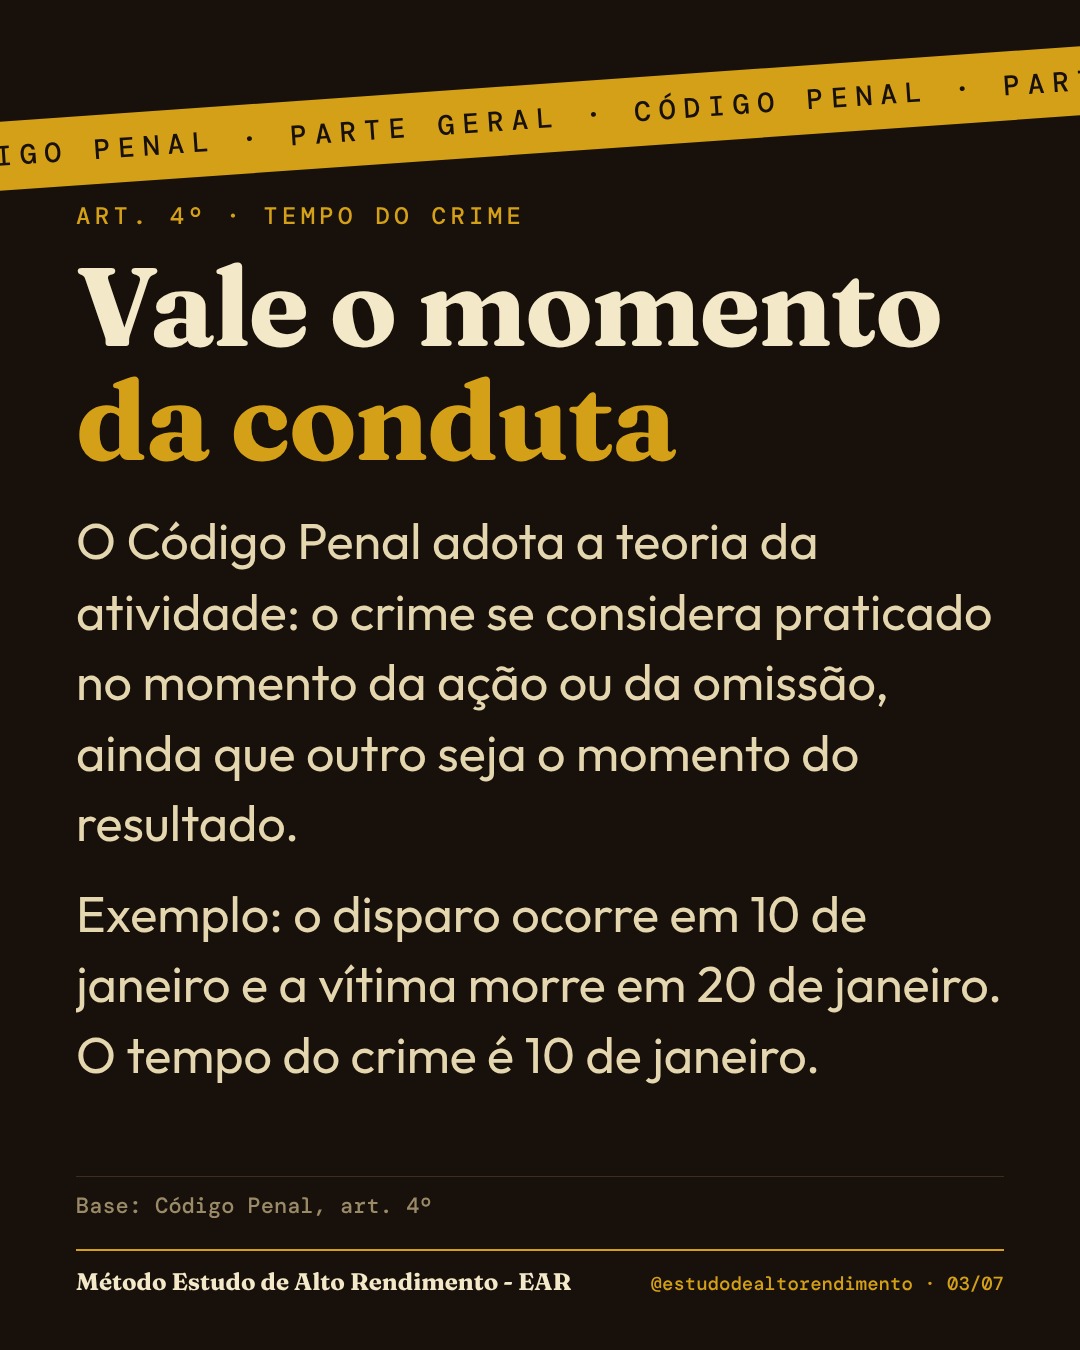 IGO PENAL · PARTE GERAL · CÓDIGO PENAL · PART
ART. 4º · TEMPO DO CRIME
Vale o momento
da conduta
O Código Penal adota a teoria da
atividade: o crime se considera praticado
no momento da ação ou da omissão,
ainda que outro seja o momento do
resultado.
Exemplo: o disparo ocorre em 10 de
janeiro e a vítima morre em 20 de janeiro.
O tempo do crime é 10 de janeiro.
Base: Código Penal, art. 4º
Método Estudo de Alto Rendimento - EAR
@estudodealtorendimento · 03/07